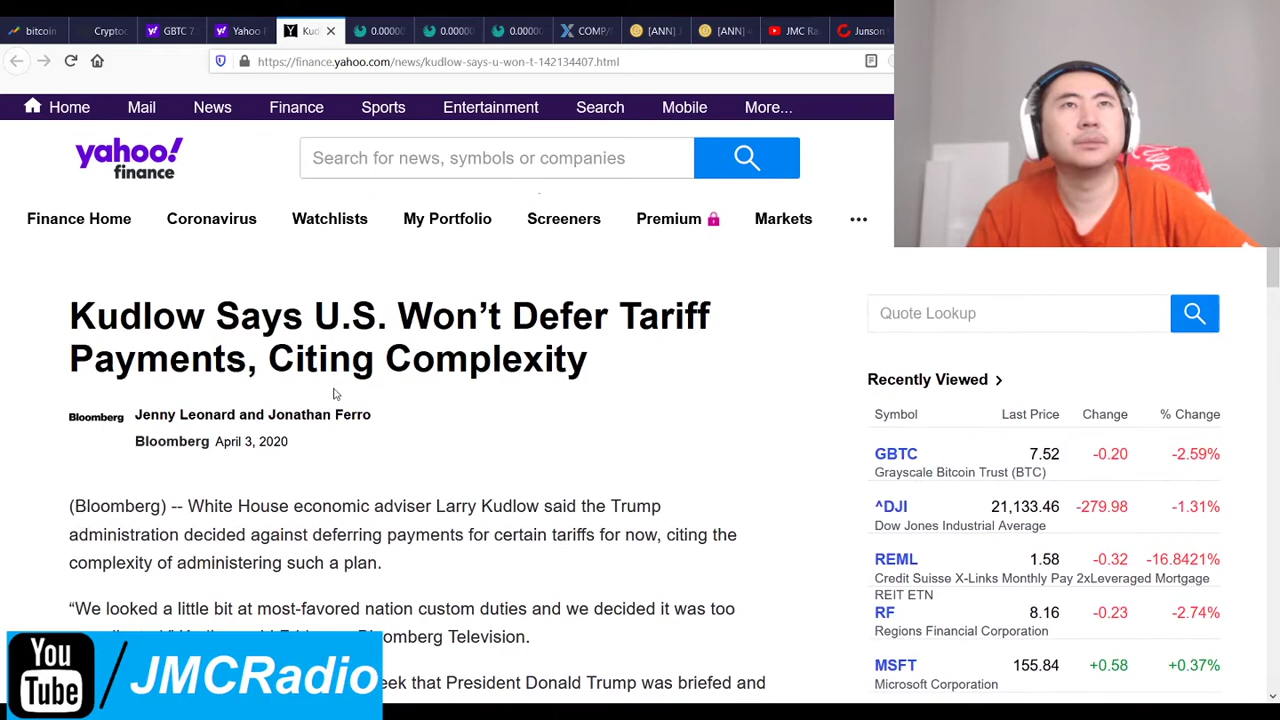 bitcoin
Cryptoc
GBTC 7
Yahoo F
Kud
0.00000
0.00000
0.00000
COMP/
[ANN]
[ANN]
JMC Ra
Junson
https://finance.yahoo.com/news/kudlow-says-u-won-t-142134407.html
Home Mail News Finance Sports Entertainment Search Mobile More...
yahoo!
finance
Search for news, symbols or companies
Finance Home Coronavirus Watchlists My Portfolio Screeners Premium Markets •••
Kudlow Says U.S. Won’t Defer Tariff
Payments, Citing Complexity
Bloomberg Jenny Leonard and Jonathan Ferro
Bloomberg April 3, 2020
(Bloomberg) -- White House economic adviser Larry Kudlow said the Trump
administration decided against deferring payments for certain tariffs for now, citing the
complexity of administering such a plan.
“We looked a little bit at most-favored nation custom duties and we decided it was too
Bloomberg Television.
eek that President Donald Trump was briefed and
Quote Lookup
Recently Viewed
Symbol Last Price Change % Change
GBTC 7.52 -0.20 -2.59%
Grayscale Bitcoin Trust (BTC)
^DJI 21,133.46 -279.98 -1.31%
Dow Jones Industrial Average
REML 1.58 -0.32 -16.8421%
Credit Suisse X-Links Monthly Pay 2xLeveraged Mortgage
REIT ETN
RF 8.16 -0.23 -2.74%
Regions Financial Corporation
MSFT 155.84 +0.58 +0.37%
Microsoft Corporation
You
Tube
/JMCRadio